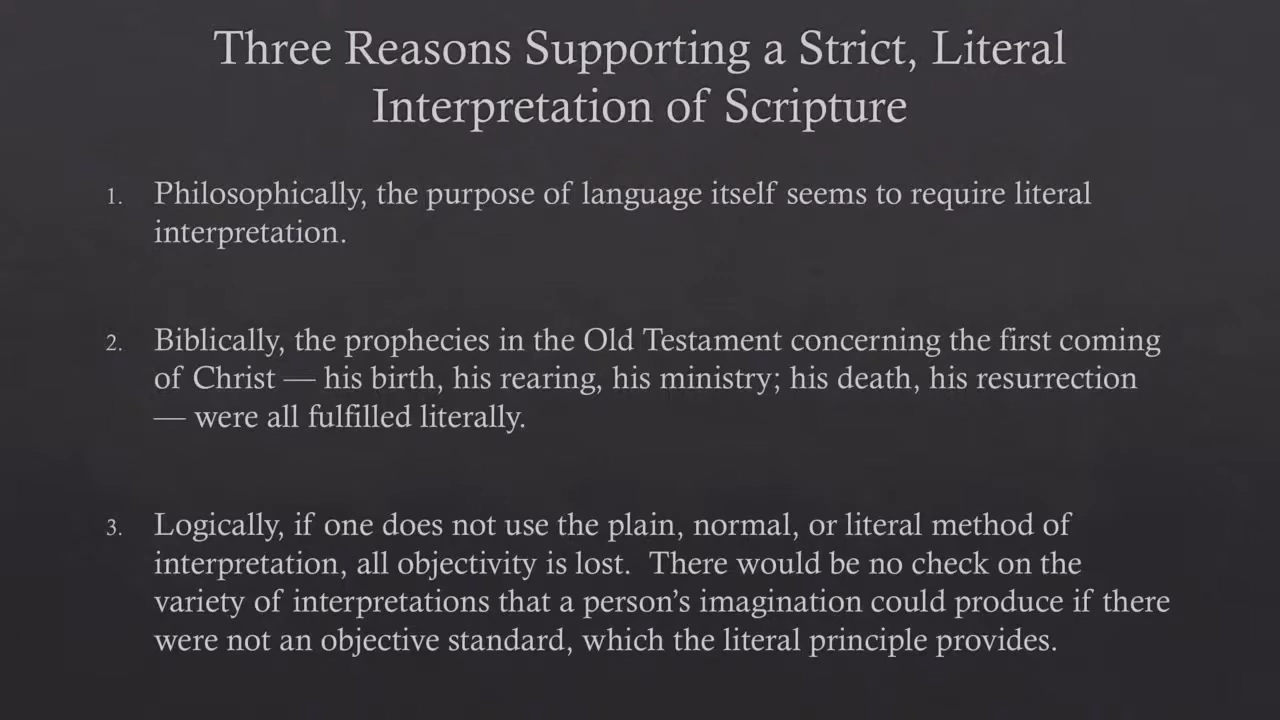 Three Reasons Supporting a Strict, Literal
Interpretation of Scripture
1. Philosophically, the purpose of language itself seems to require literal
interpretation.
2. Biblically, the prophecies in the Old Testament concerning the first coming
of Christ — his birth, his rearing, his ministry; his death, his resurrection
— were all fulfilled literally.
3. Logically, if one does not use the plain, normal, or literal method of
interpretation, all objectivity is lost.  There would be no check on the
variety of interpretations that a person’s imagination could produce if there
were not an objective standard, which the literal principle provides.